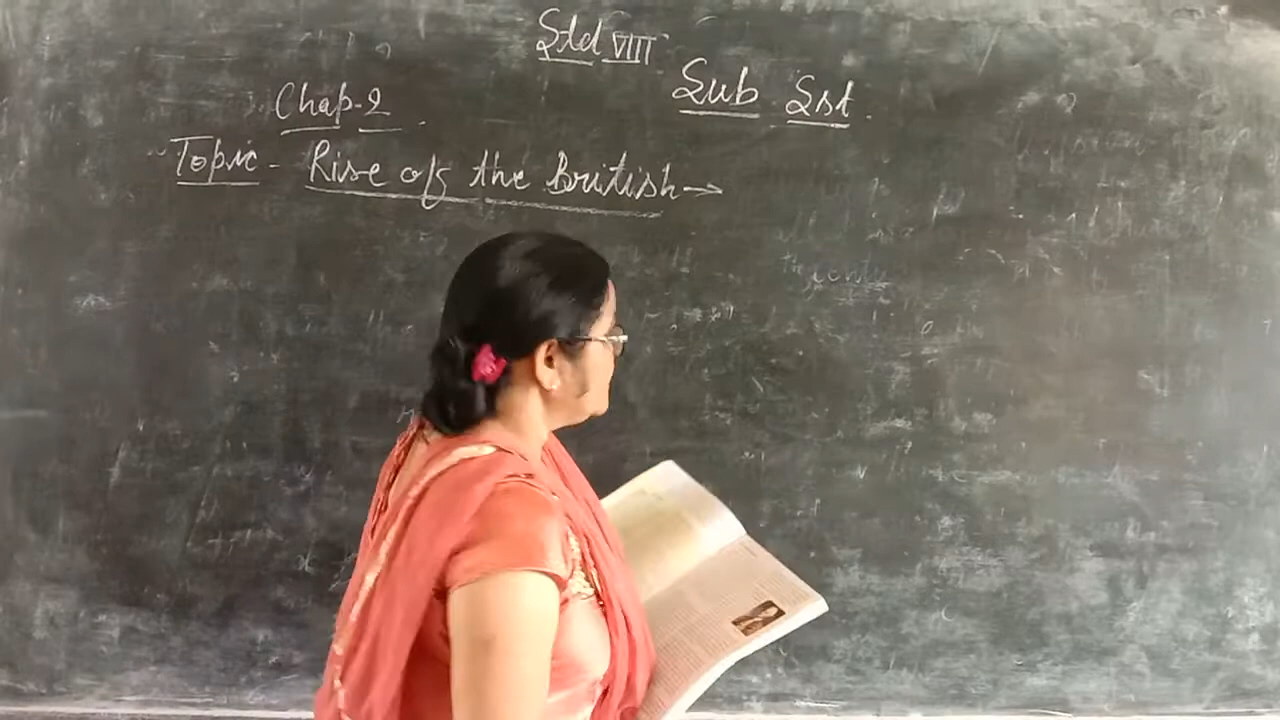 Std VIII
Sub Sst.
Chap-2.
Topic - Rise of the British→